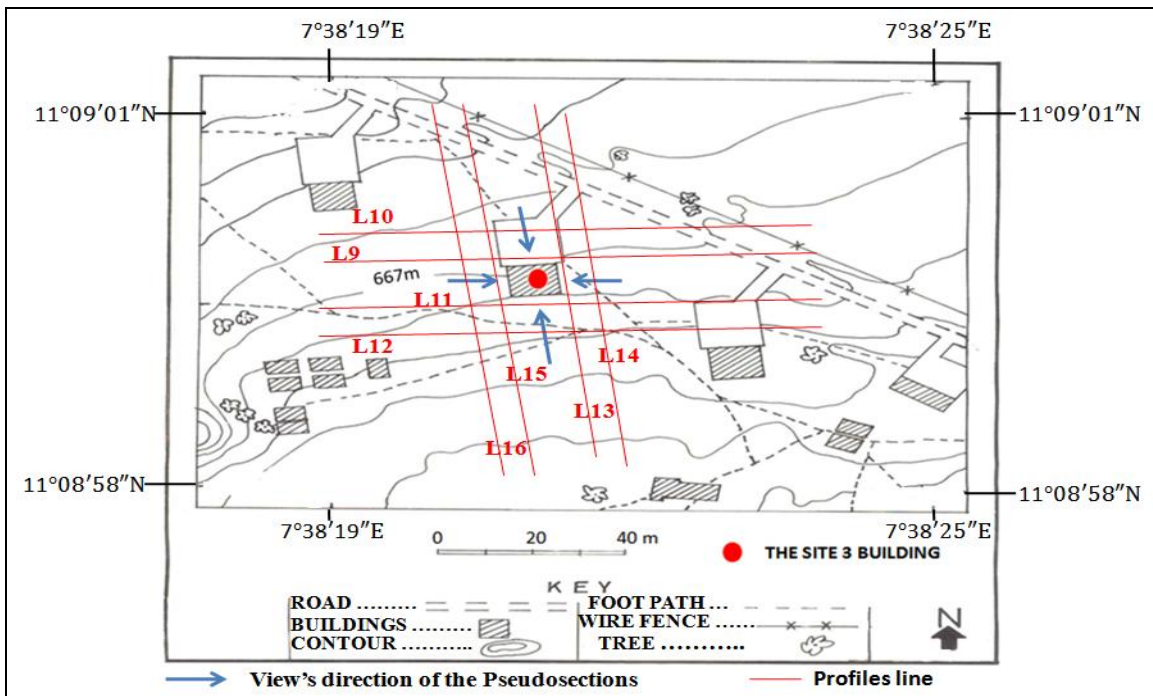 7°38′19″E 7°38′25″E
11°09′01″N 11°09′01″N
L10
L9
667m
L11
L12
L14
L15
L13
L16
11°08′58″N 11°08′58″N
7°38′19″E 7°38′25″E
0 20 40 m
THE SITE 3 BUILDING
KEY
ROAD ......... FOOT PATH ...
BUILDINGS ......... WIRE FENCE ......
CONTOUR ........... TREE ...........
N
View's direction of the Pseudosections Profiles line